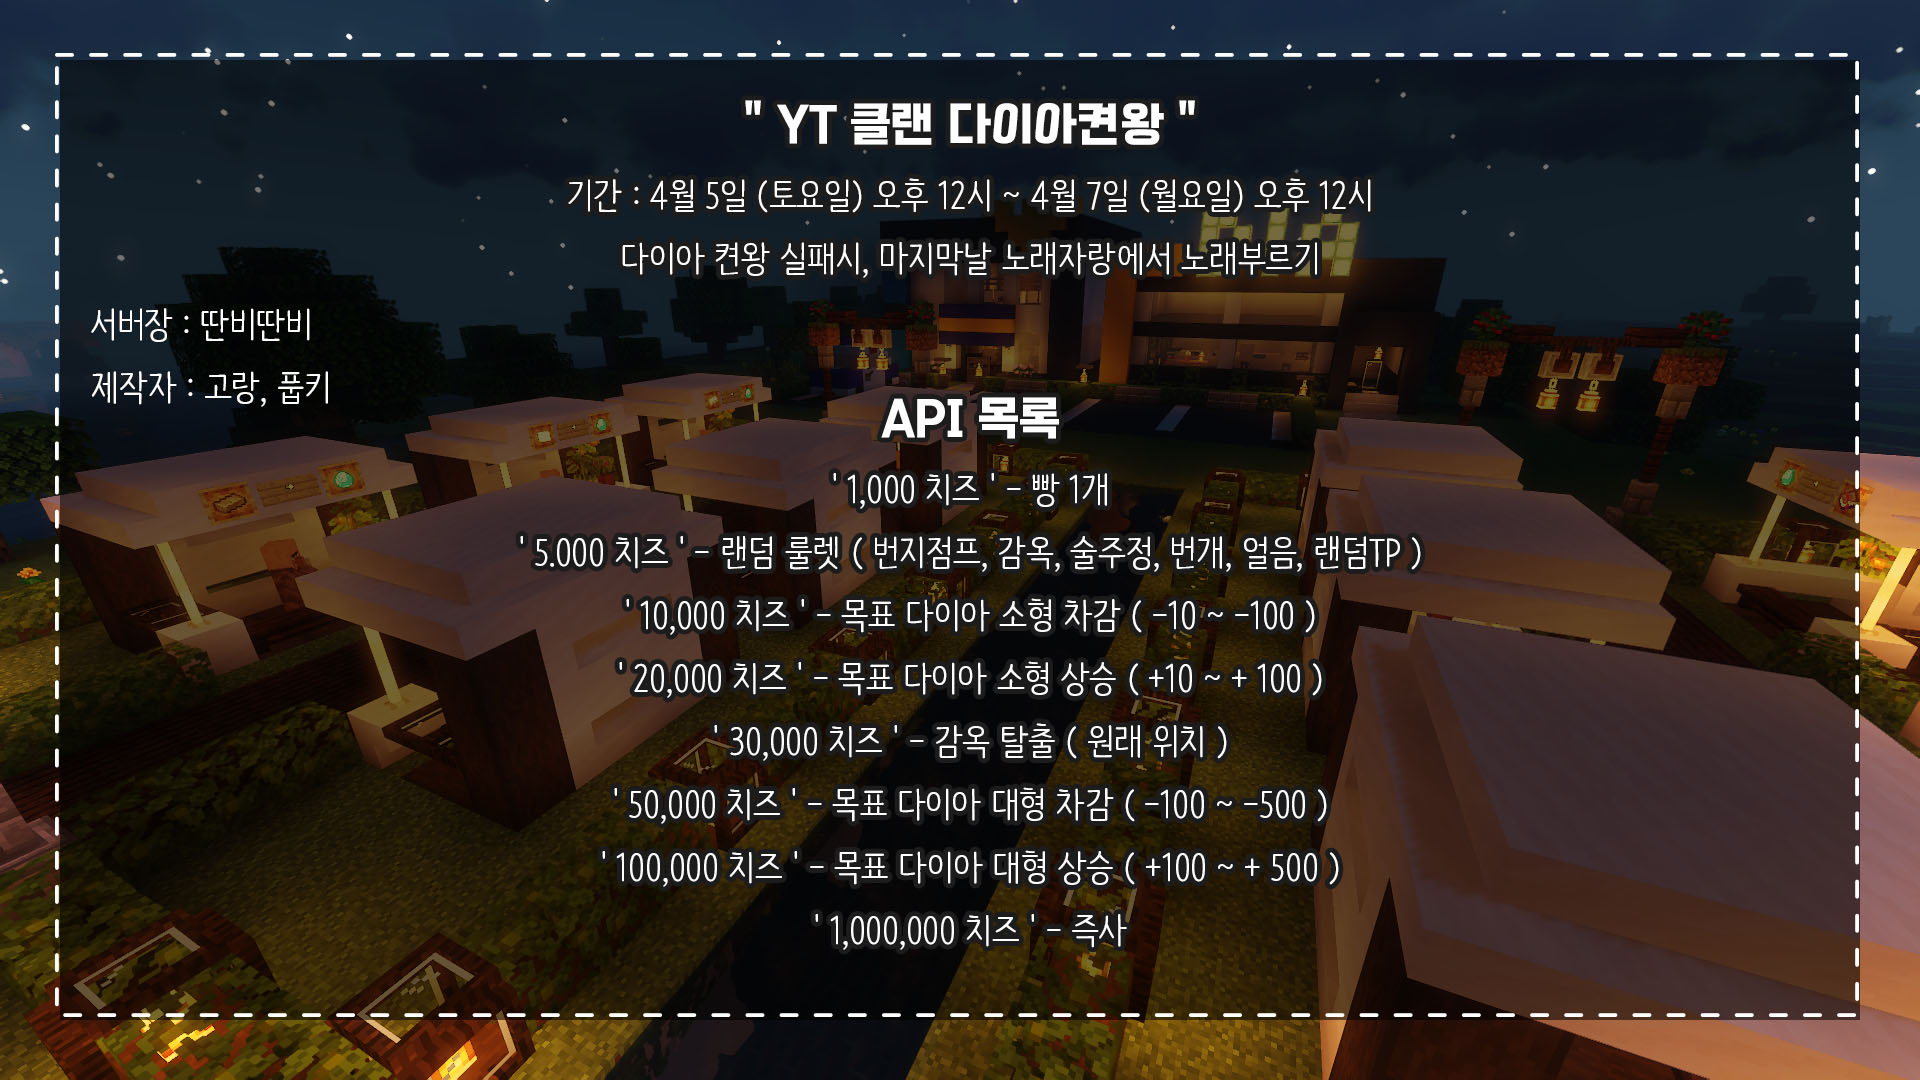 " YT 클랜 다이아켠왕 "
기간 : 4월 5일 (토요일) 오후 12시 ~ 4월 7일 (월요일) 오후 12시
다이아 켠왕 실패시, 마지막날 노래자랑에서 노래부르기
서버장 : 딴비딴비
제작자 : 고랑, 풉키
API 목록
' 1,000 치즈 ' - 빵 1개
' 5.000 치즈 ' - 랜덤 룰렛 ( 번지점프, 감옥, 술주정, 번개, 얼음, 랜덤TP )
' 10,000 치즈 ' - 목표 다이아 소형 차감 ( -10 ~ -100 )
' 20,000 치즈 ' - 목표 다이아 소형 상승 ( +10 ~ + 100 )
' 30,000 치즈 ' - 감옥 탈출 ( 원래 위치 )
' 50,000 치즈 ' - 목표 다이아 대형 차감 ( -100 ~ -500 )
' 100,000 치즈 ' - 목표 다이아 대형 상승 ( +100 ~ + 500 )
' 1,000,000 치즈 ' - 즉사